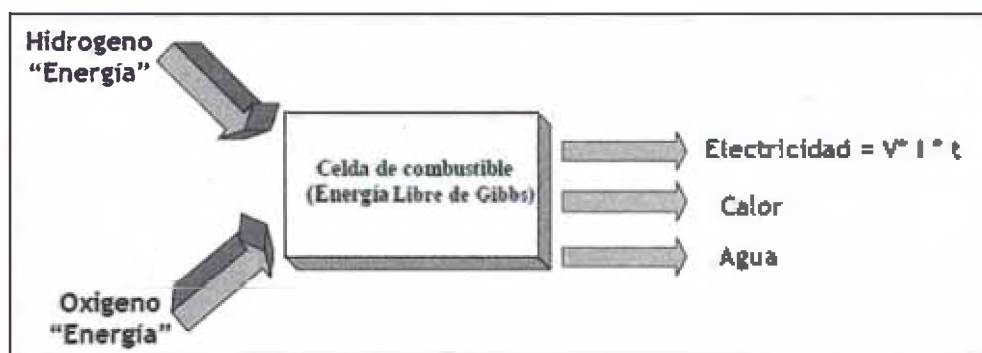 Hidrogeno
“Energía”
Celda de combustible
(Energía Libre de Gibbs)
Electricidad = V* I * t
Calor
Agua
Oxigeno
“Energía”